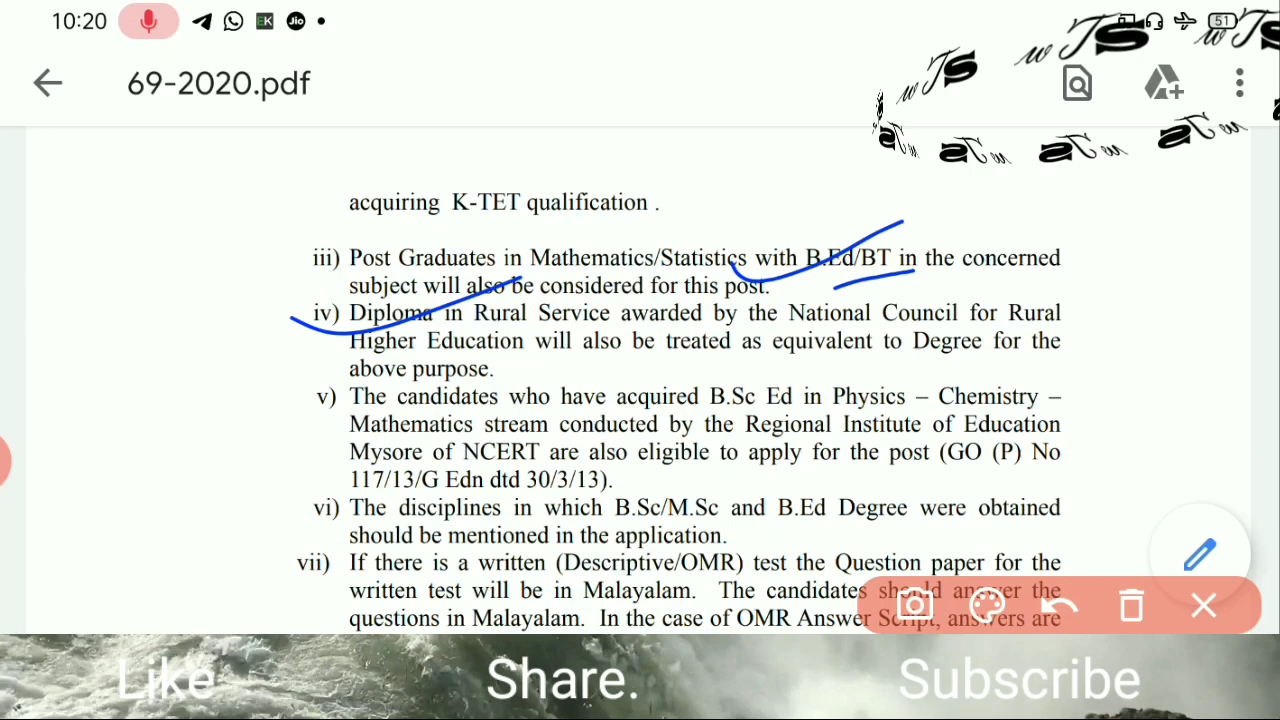 10:20
EK
Jio
51
wTS
wTS
wTS
69-2020.pdf
acquiring K-TET qualification .
iii) Post Graduates in Mathematics/Statistics with B.Ed/BT in the concerned
subject will also be considered for this post.
iv) Diploma in Rural Service awarded by the National Council for Rural
Higher Education will also be treated as equivalent to Degree for the
above purpose.
v) The candidates who have acquired B.Sc Ed in Physics – Chemistry –
Mathematics stream conducted by the Regional Institute of Education
Mysore of NCERT are also eligible to apply for the post (GO (P) No
117/13/G Edn dtd 30/3/13).
vi) The disciplines in which B.Sc/M.Sc and B.Ed Degree were obtained
should be mentioned in the application.
vii) If there is a written (Descriptive/OMR) test the Question paper for the
written test will be in Malayalam. The candidates should answer the
questions in Malayalam. In the case of OMR Answer Script, answers are
Like Share. Subscribe